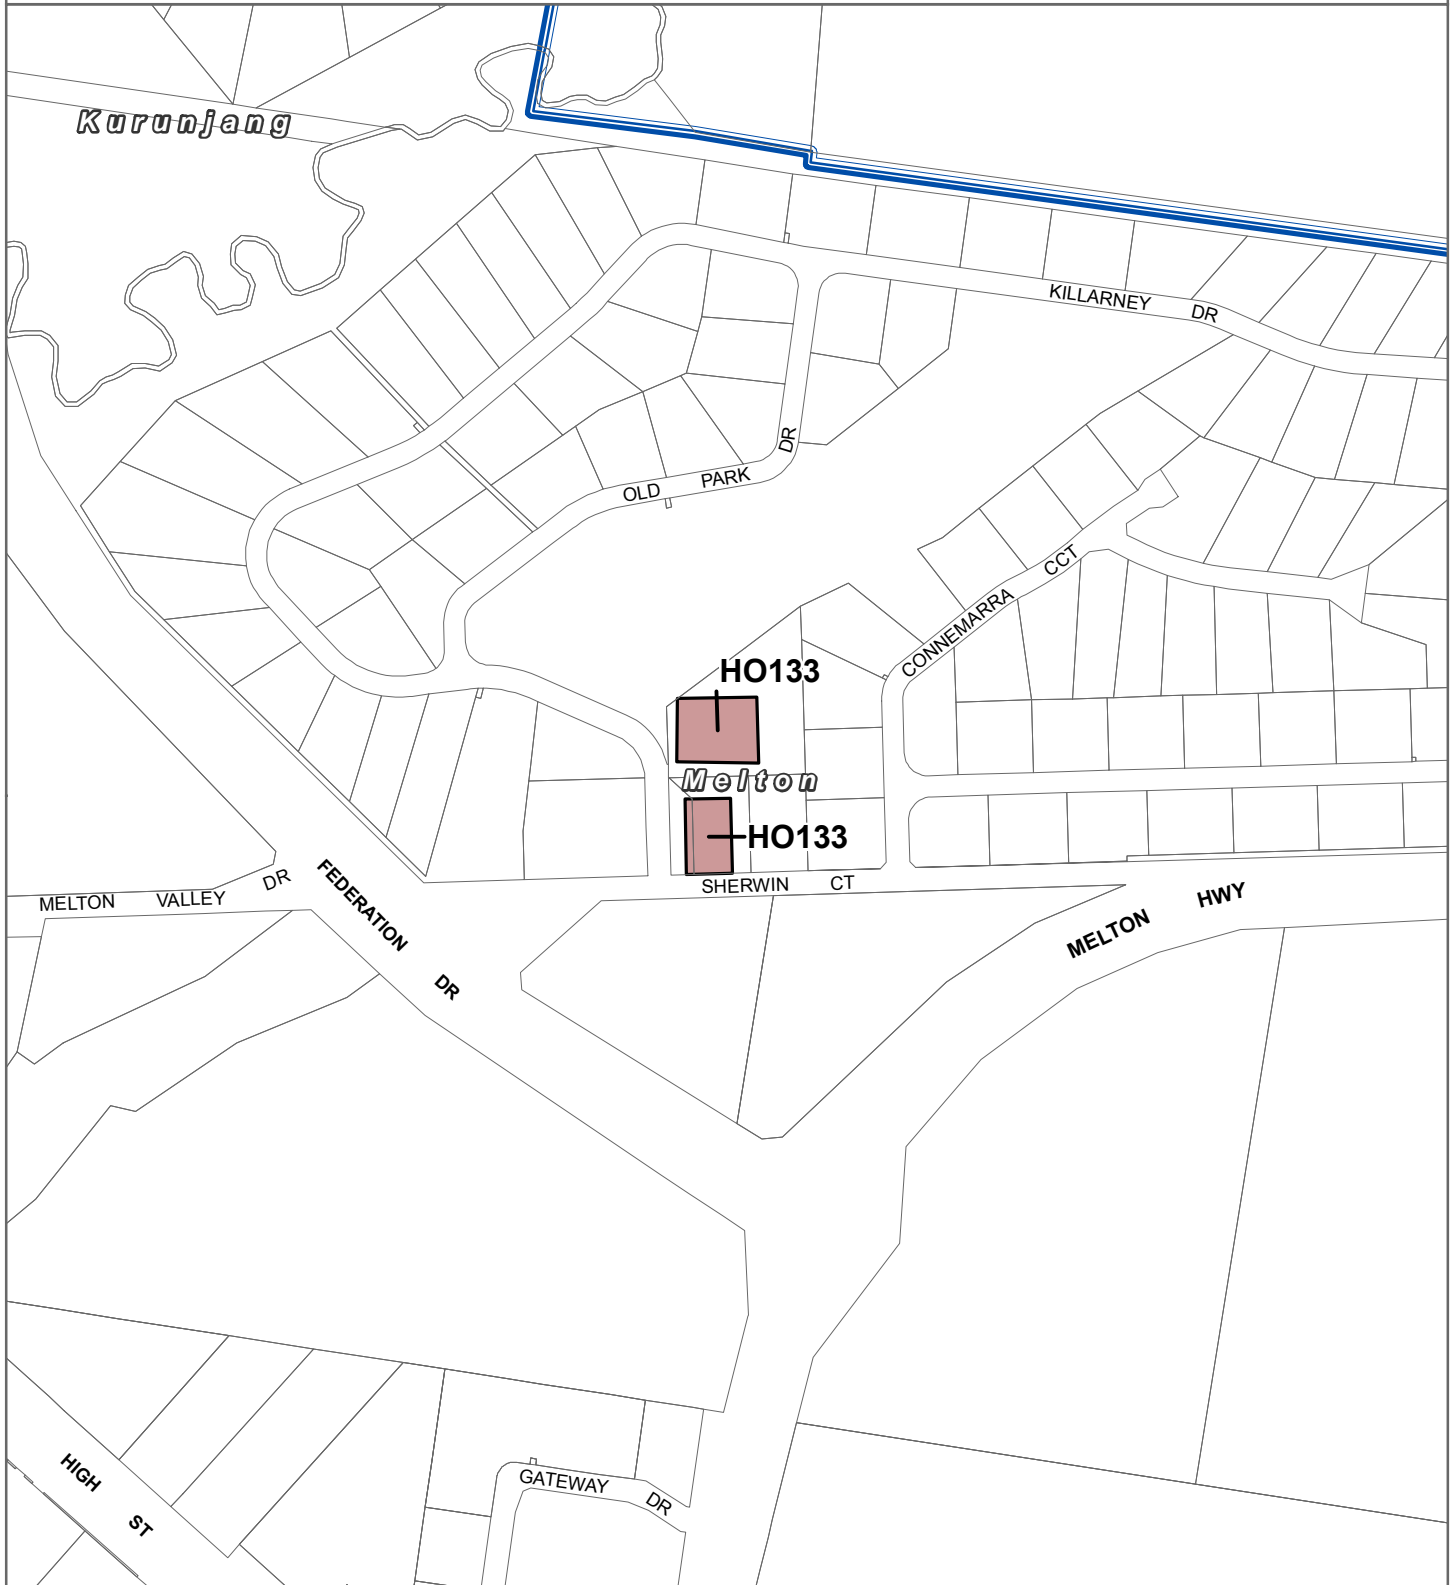 Kurunjang
KILLARNEY DR
OLD PARK DR
CONNEMARRA CCT
HO133
Melton
HO133
SHERWIN CT
MELTON VALLEY DR
FEDERATION DR
MELTON HWY
GATEWAY DR
HIGH ST